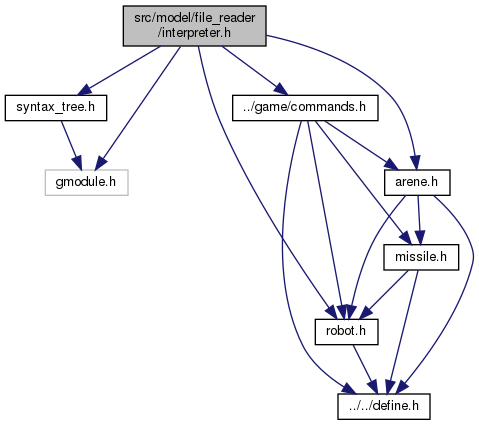 src/model/file_reader
/interpreter.h
syntax_tree.h
../game/commands.h
gmodule.h
arene.h
missile.h
robot.h
../../define.h